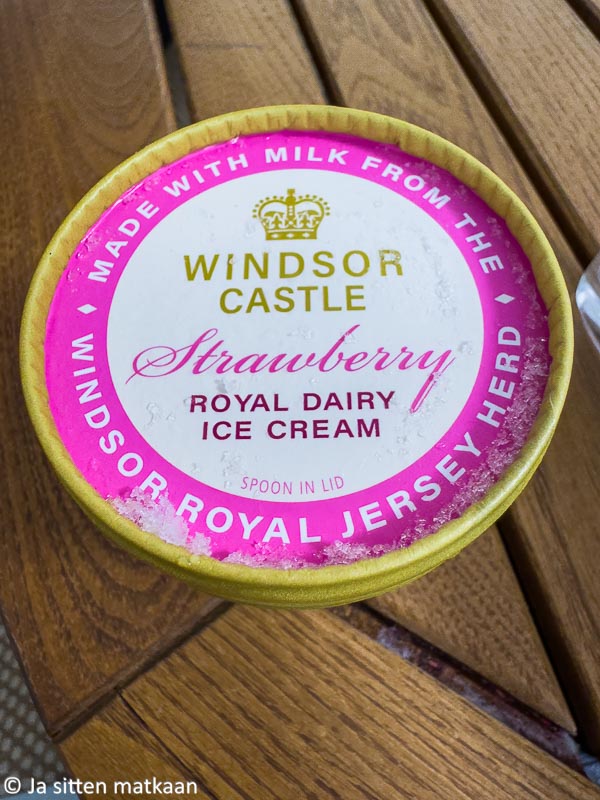 MADE WITH MILK FROM THE
WINDSOR
CASTLE
Strawberry
ROYAL DAIRY
ICE CREAM
SPOON IN LID
WINDSOR ROYAL JERSEY HERD
© Ja sitten matkaan